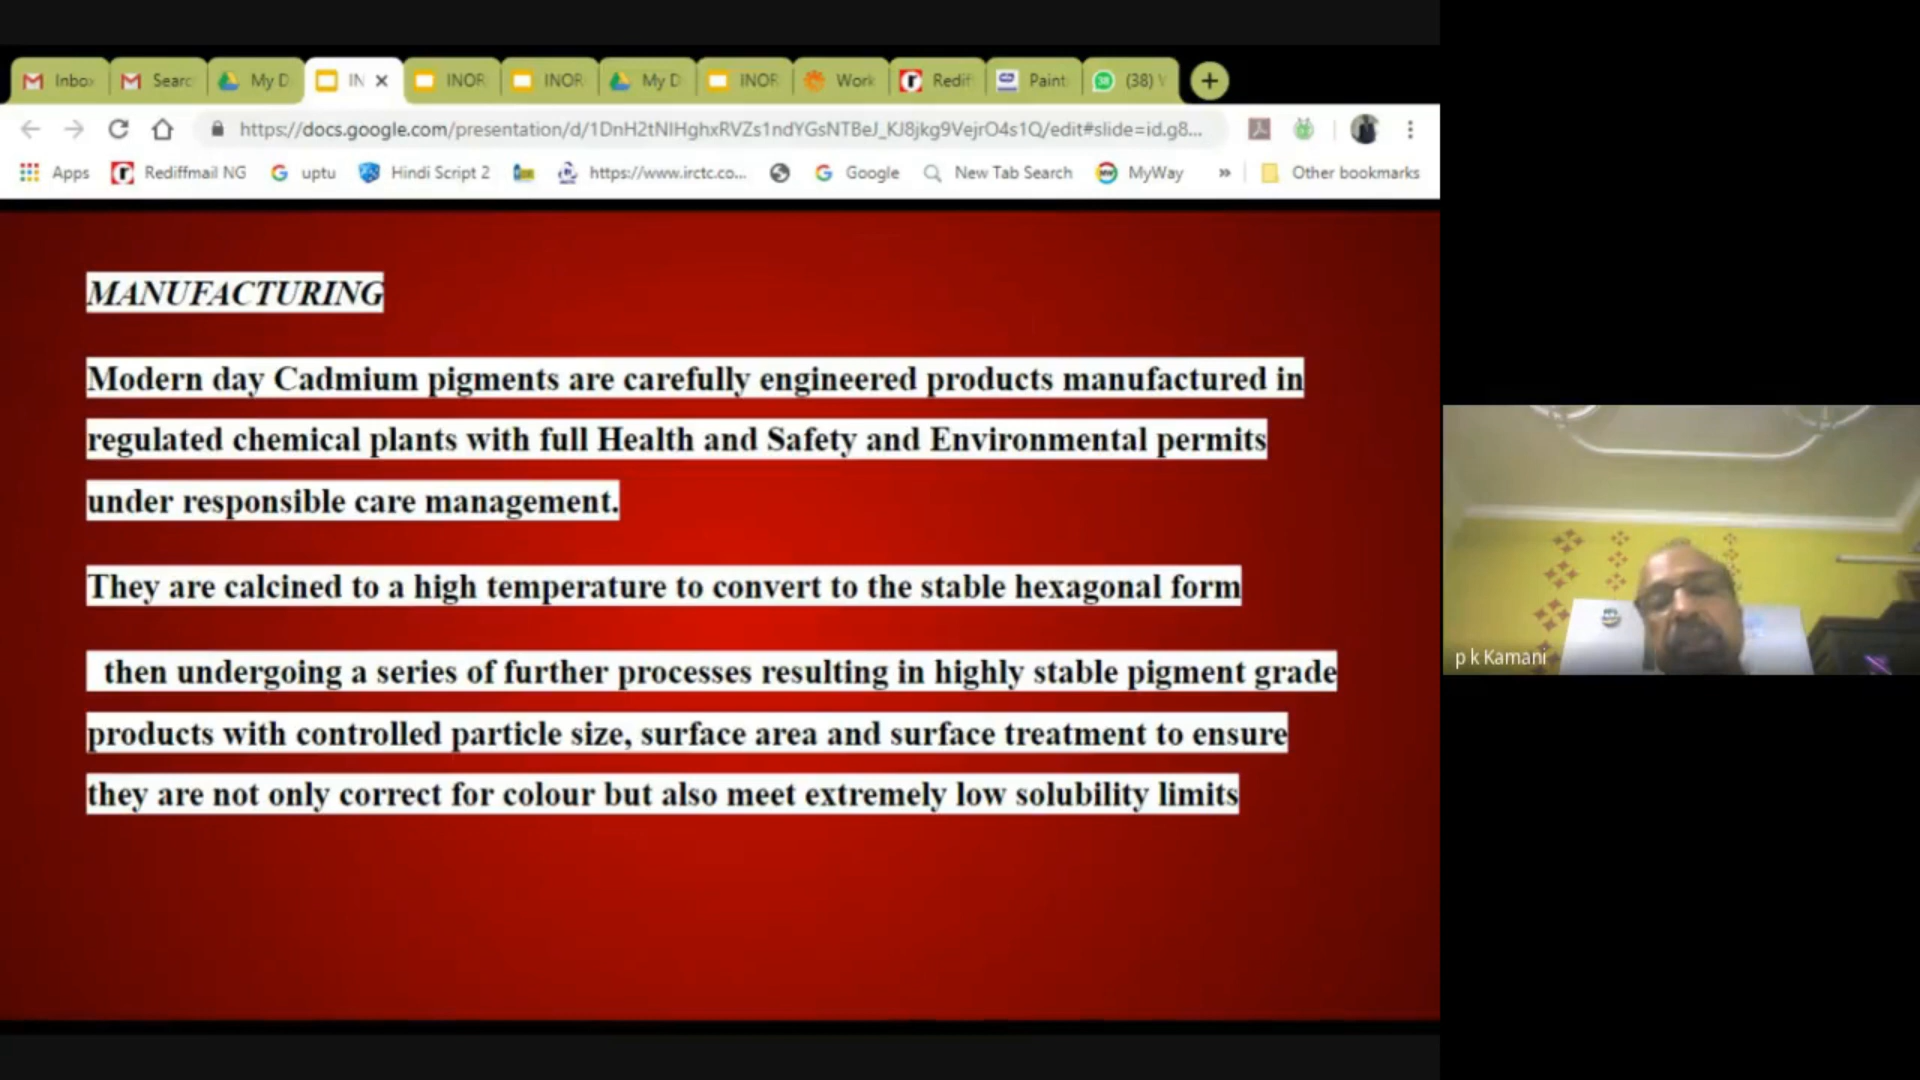 Inbo
Searc
My D
IN
INOR
INOR
My D
INOR
Work
Redif
Paint
(38)
https://docs.google.com/presentation/d/1DnH2tNlHghxRVZs1ndYGsNTBeJ_KJ8jkg9VejrO4s1Q/edit#slide=id.g8...
Apps
Rediffmail NG
uptu
Hindi Script 2
https://www.irctc.co...
Google
New Tab Search
MyWay
»
Other bookmarks
MANUFACTURING
Modern day Cadmium pigments are carefully engineered products manufactured in
regulated chemical plants with full Health and Safety and Environmental permits
under responsible care management.
They are calcined to a high temperature to convert to the stable hexagonal form
then undergoing a series of further processes resulting in highly stable pigment grade
products with controlled particle size, surface area and surface treatment to ensure
they are not only correct for colour but also meet extremely low solubility limits
p k Kamani